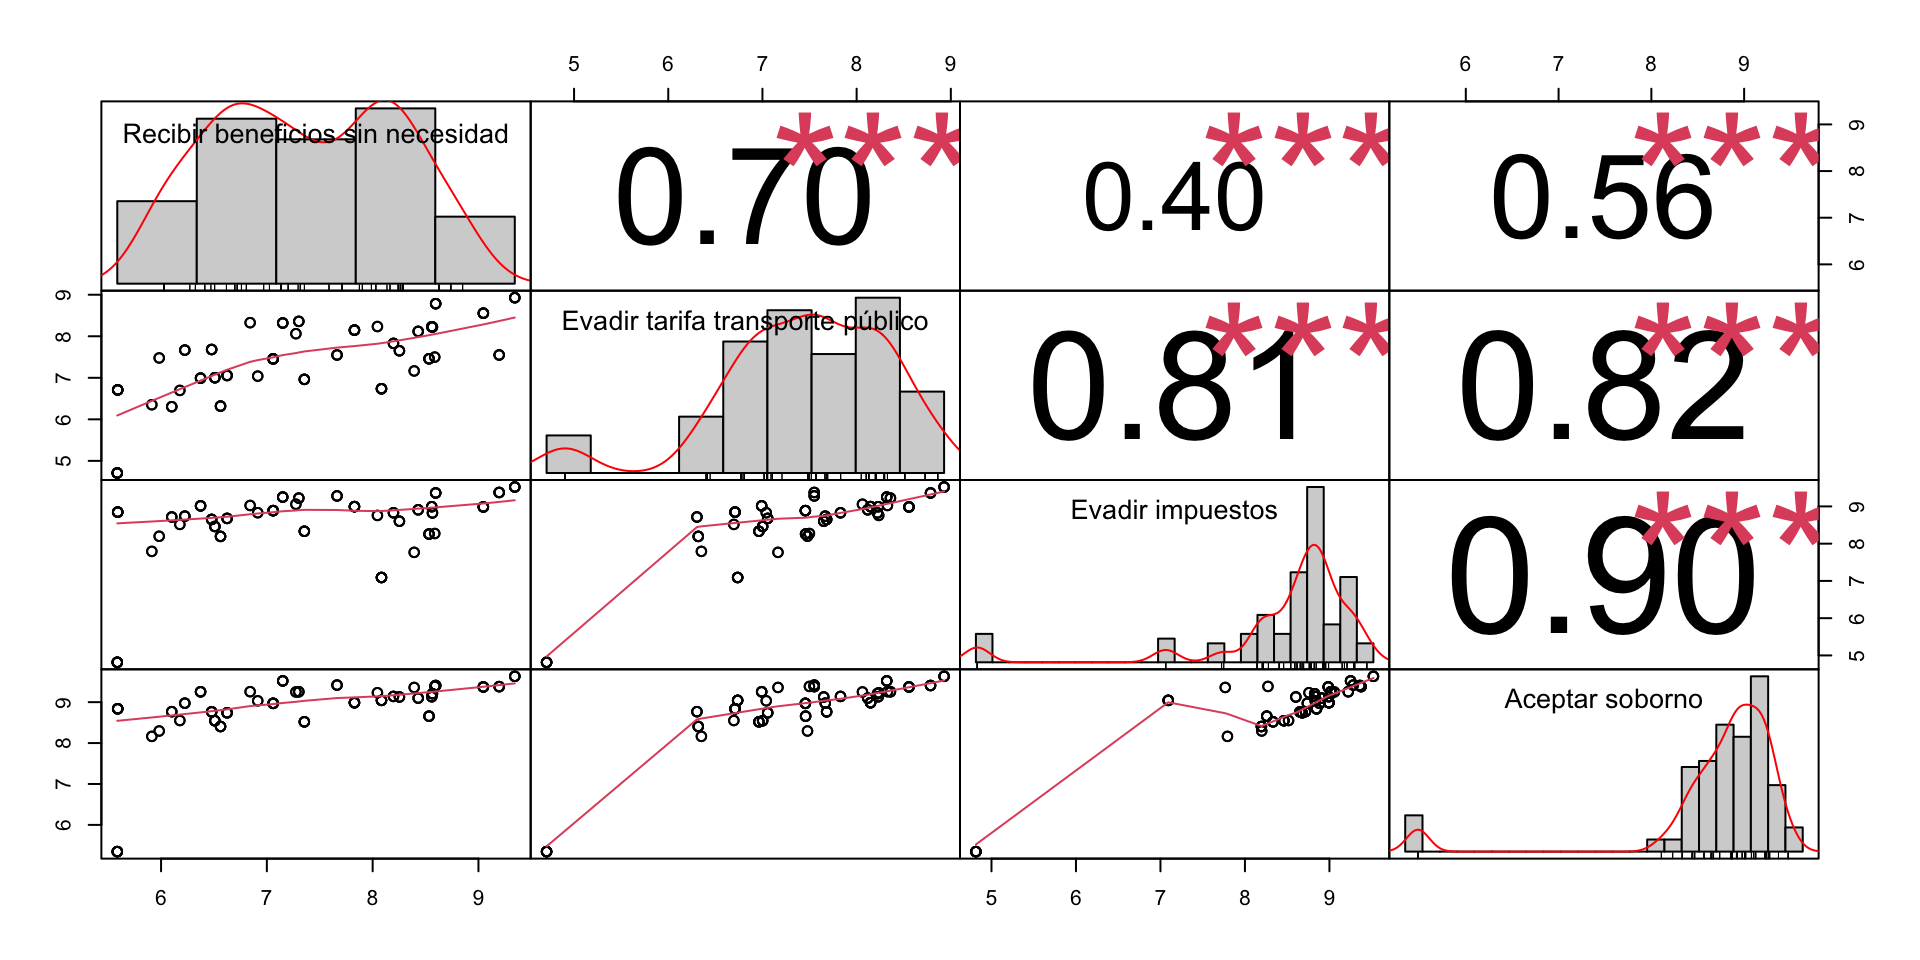 5 6 7 8 9 6 7 8 9
Recibir beneficios sin necesidad 0.70 *** 0.40 *** 0.56 *** 9 8 7 6
9 8 7 6 5 Evadir tarifa transporte público 0.81 *** 0.82 ***
Evadir impuestos 0.90 *** 9 8 7 6 5
9 8 7 6 Aceptar soborno
6 7 8 9 5 6 7 8 9